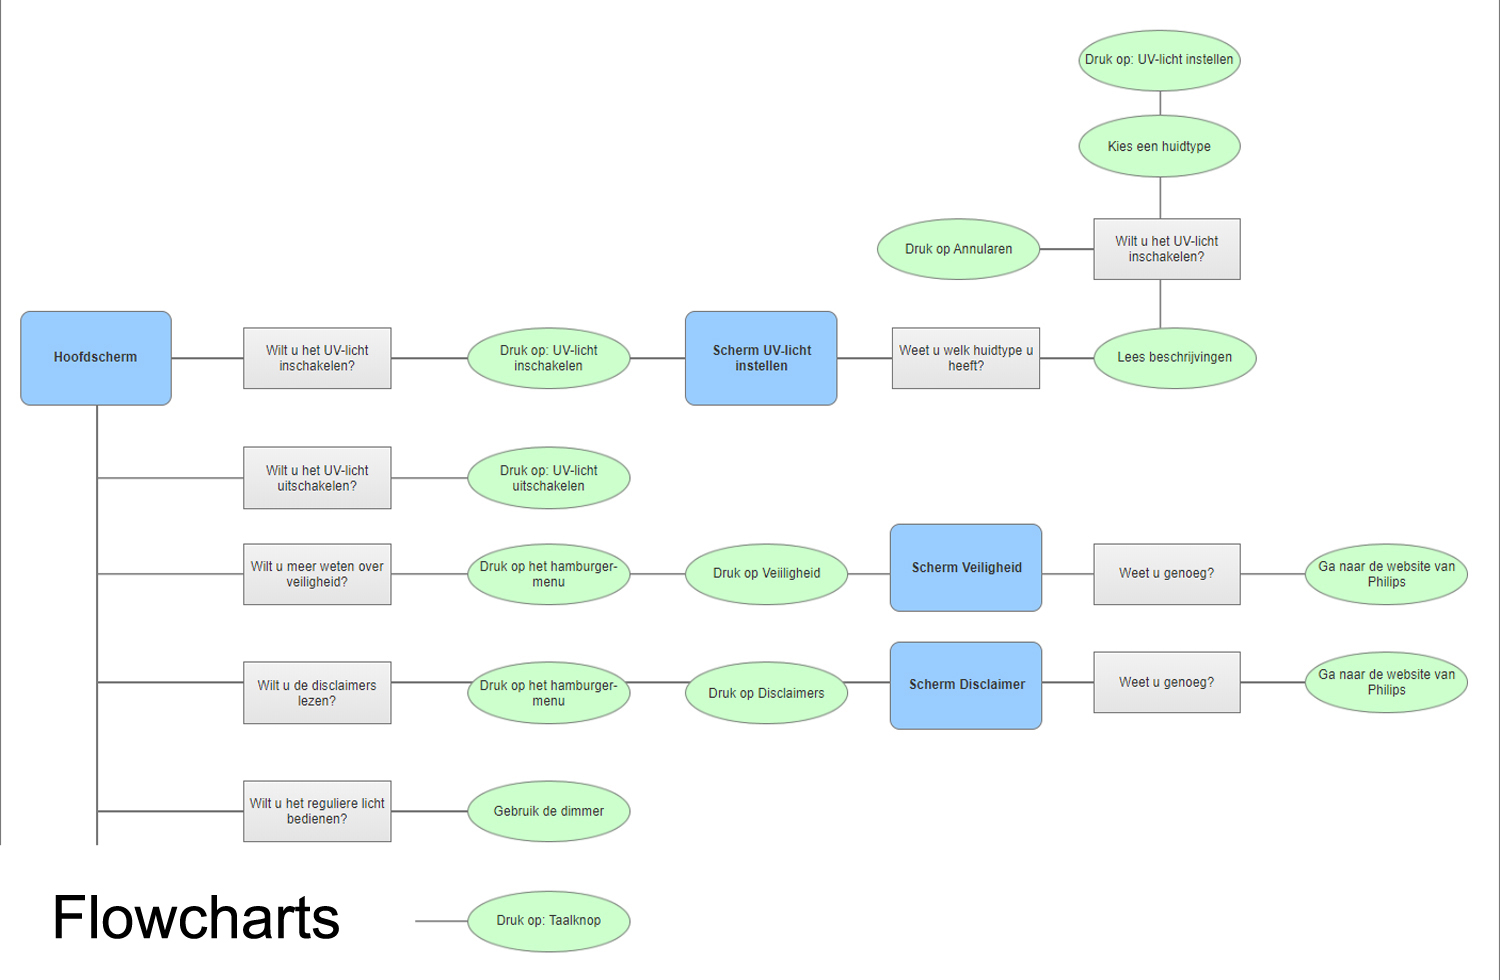 Druk op: UV-licht instellen
Kies een huidtype
Wilt u het UV-licht
inschakelen?
Druk op Annularen
Hoofdscherm
Wilt u het UV-licht
inschakelen?
Druk op: UV-licht
inschakelen
Scherm UV-licht
instellen
Weet u welk huidtype u
heeft?
Lees beschrijvingen
Wilt u het UV-licht
uitschakelen?
Druk op: UV-licht
uitschakelen
Wilt u meer weten over
veiligheid?
Druk op het hamburger-
menu
Druk op Veiiligheid
Scherm Veiligheid
Weet u genoeg?
Ga naar de website van
Philips
Wilt u de disclaimers
lezen?
Druk op het hamburger-
menu
Druk op Disclaimers
Scherm Disclaimer
Weet u genoeg?
Ga naar de website van
Philips
Wilt u het reguliere licht
bedienen?
Gebruik de dimmer
Flowcharts
Druk op: Taalknop